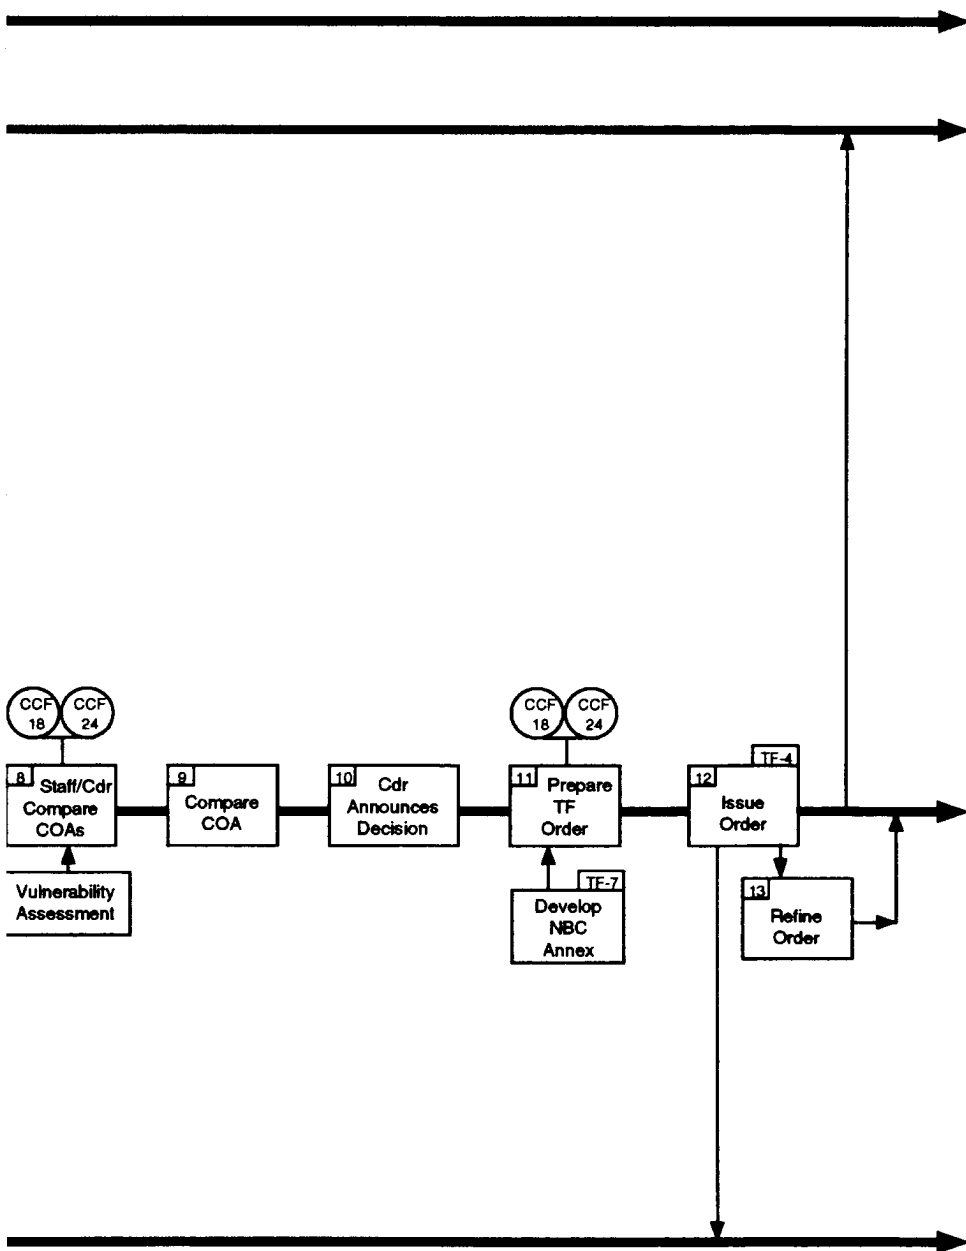 CCF
18
CCF
24
8
Staff/Cdr
Compare
COAs
Vulnerability
Assessment
9
Compare
COA
10
Cdr
Announces
Decision
CCF
18
CCF
24
11
Prepare
TF
Order
TF-7
Develop
NBC
Annex
TF-4
12
Issue
Order
13
Refine
Order